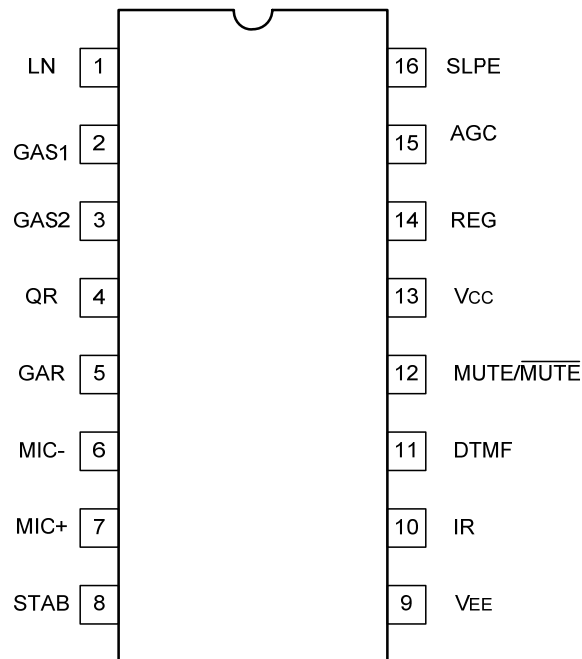 LN 1 16 SLPE
GAS1 2 15 AGC
GAS2 3 14 REG
QR 4 13 VCC
GAR 5 12 MUTE/M̅U̅T̅E̅
MIC- 6 11 DTMF
MIC+ 7 10 IR
STAB 8 9 VEE